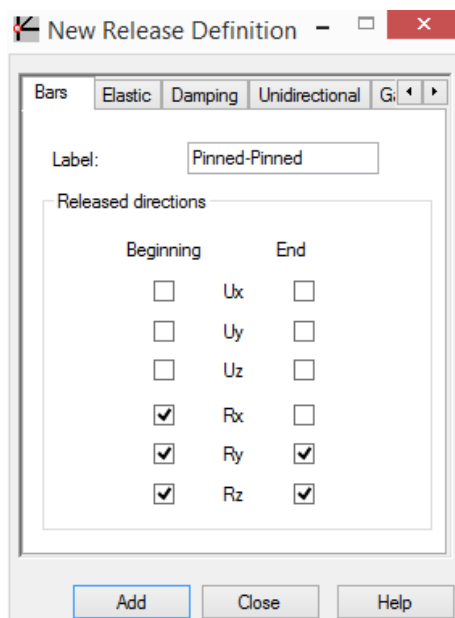 New Release Definition
Bars Elastic Damping Unidirectional
Label: Pinned-Pinned
Released directions
Beginning End
Ux
Uy
Uz
Rx
Ry
Rz
Add Close Help